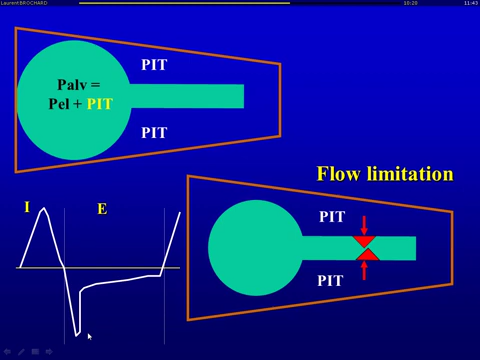 Laurent BROCHARD
10:20
11:43
PIT
Palv =
Pel + PIT
PIT
Flow limitation
I
E
PIT
PIT